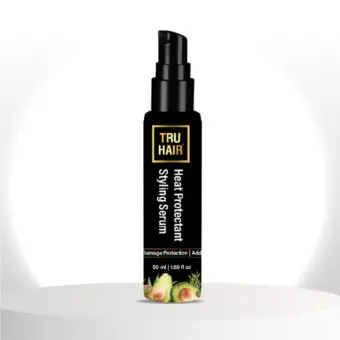 TRU
HAIR
Heat Protectant
Styling Serum
Damage Protection | Add
50 ml | 1.69 fl oz